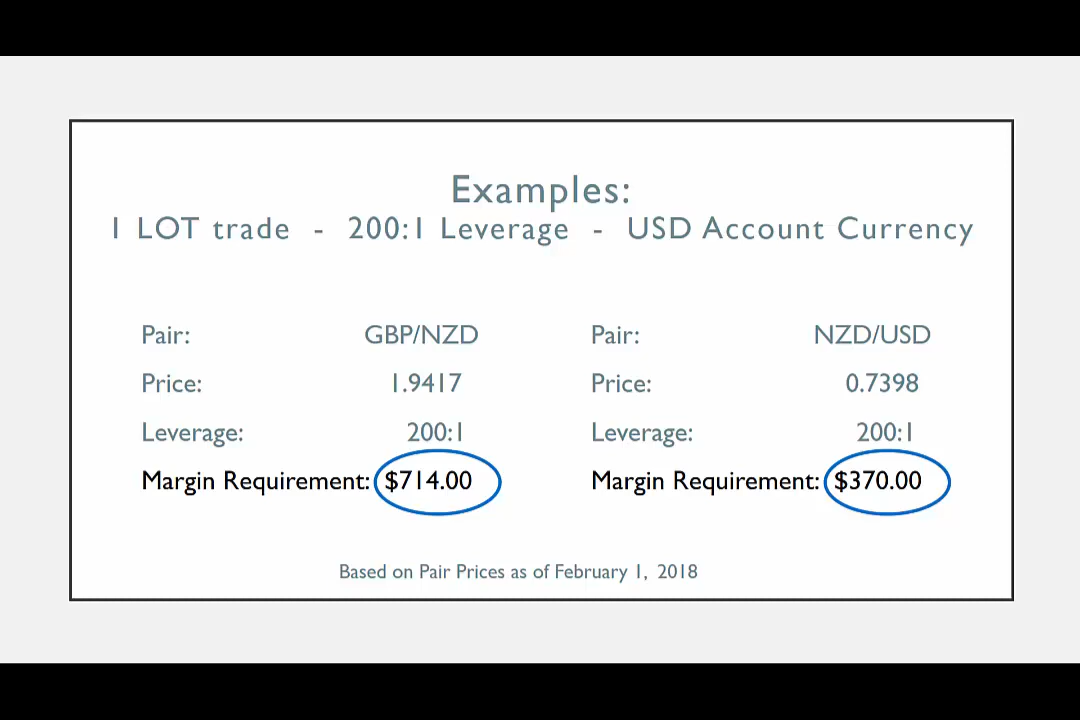 Examples:
1 LOT trade - 200:1 Leverage - USD Account Currency
Pair: GBP/NZD
Price: 1.9417
Leverage: 200:1
Margin Requirement: $714.00
Pair: NZD/USD
Price: 0.7398
Leverage: 200:1
Margin Requirement: $370.00
Based on Pair Prices as of February 1, 2018